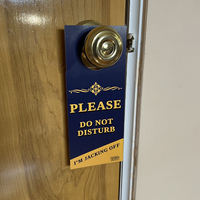 PLEASE
DO NOT
DISTURB
I'M JACKING OFF